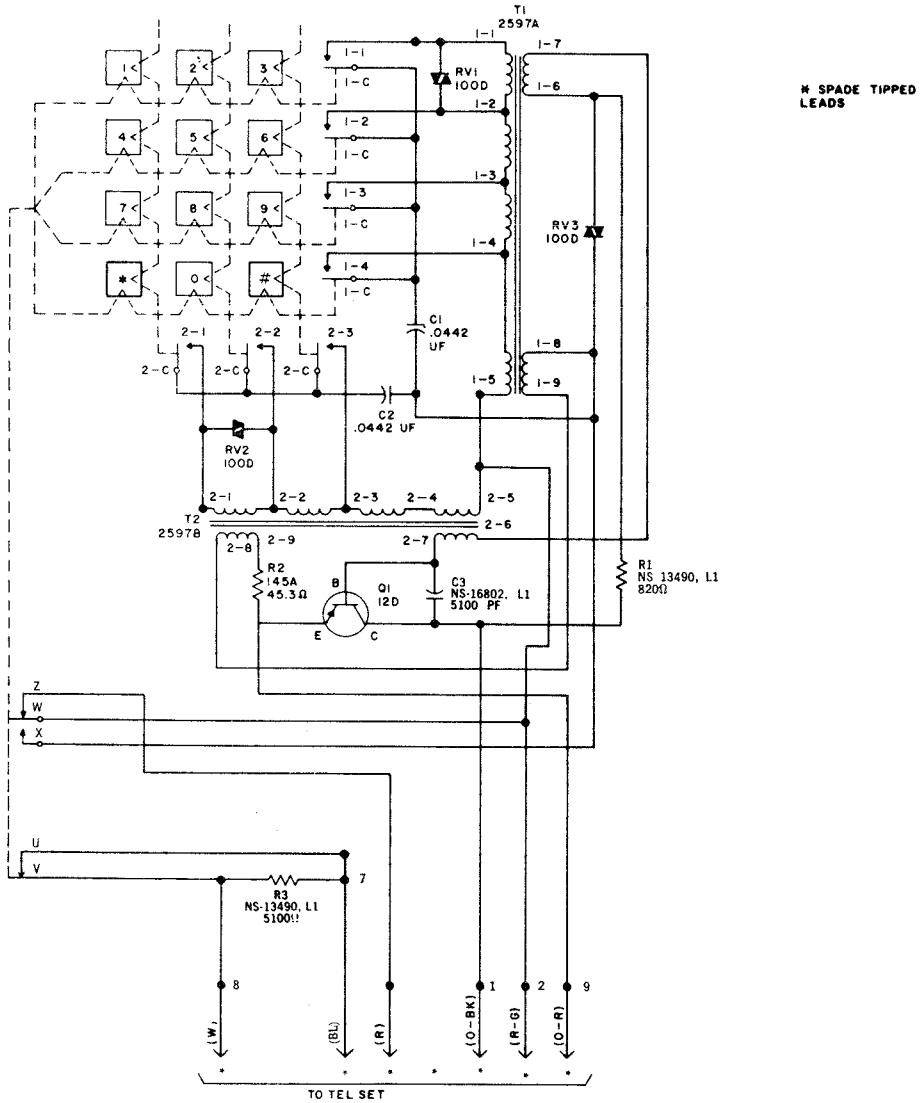 T1
2597A
1-1
1-7
1
2
3
1-1
1-C
RV1
100D
1-6
1-2
* SPADE TIPPED
LEADS
4
5
6
1-2
1-C
1-3
7
8
9
1-3
1-C
RV3
100D
1-4
*
0
#
1-4
1-C
C1
.0442
UF
2-1
2-2
2-3
1-8
2-C
2-C
2-C
1-5
1-9
C2
.0442 UF
RV2
100D
2-1
2-2
2-3
2-4
2-5
T2
2597B
2-6
2-8
2-9
2-7
R2
145A
45.3Ω
B
Q1
12D
C3
NS-16802, L1
5100 PF
R1
NS 13490, L1
820Ω
E
C
Z
W
X
U
V
7
R3
NS-13490, L1
5100Ω
8
1
2
9
(W)
(BL)
(R)
(O-BK)
(R-G)
(O-R)
* * * * * * *
TO TEL SET